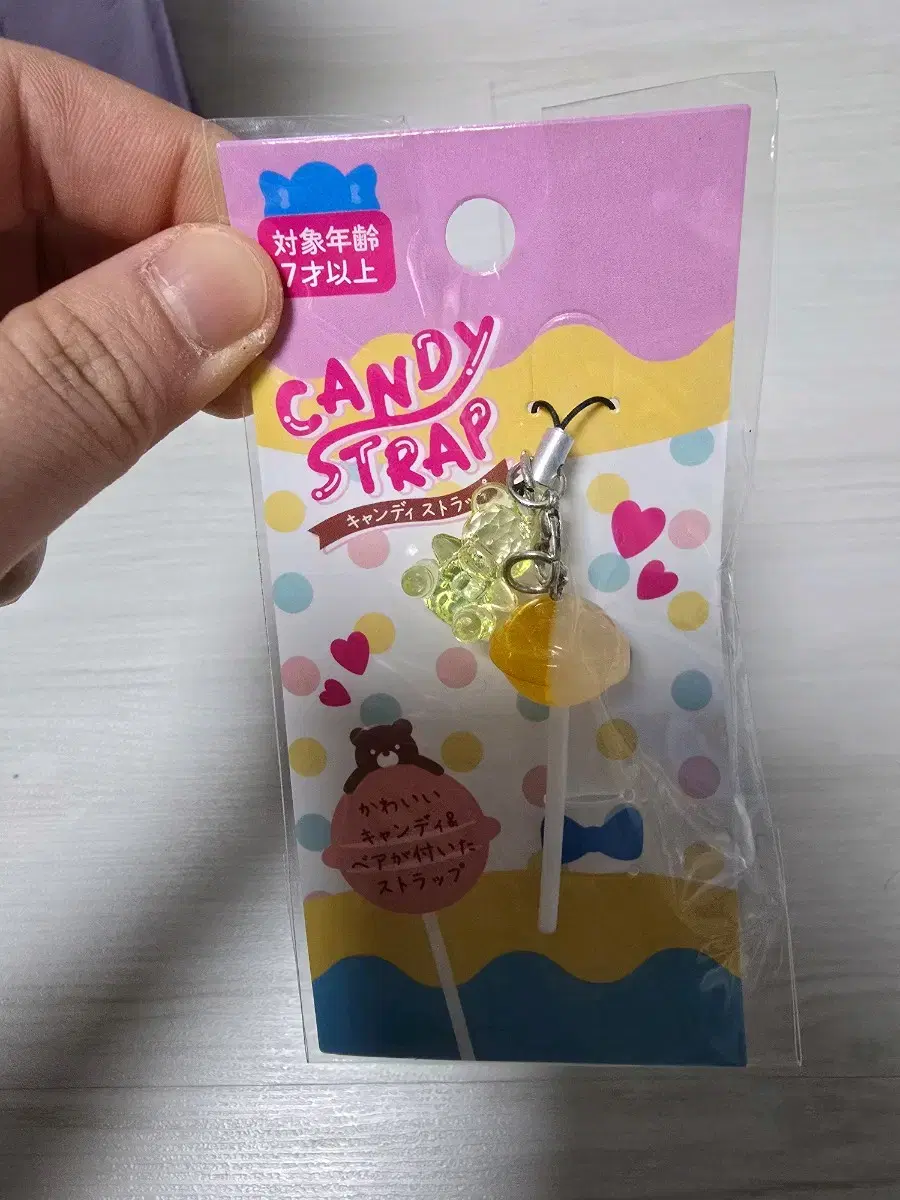 対象年齢
7才以上
CANDY
STRAP
キャンディ ストラップ
かわいい
キャンディ&
ベアが付いた
ストラップ